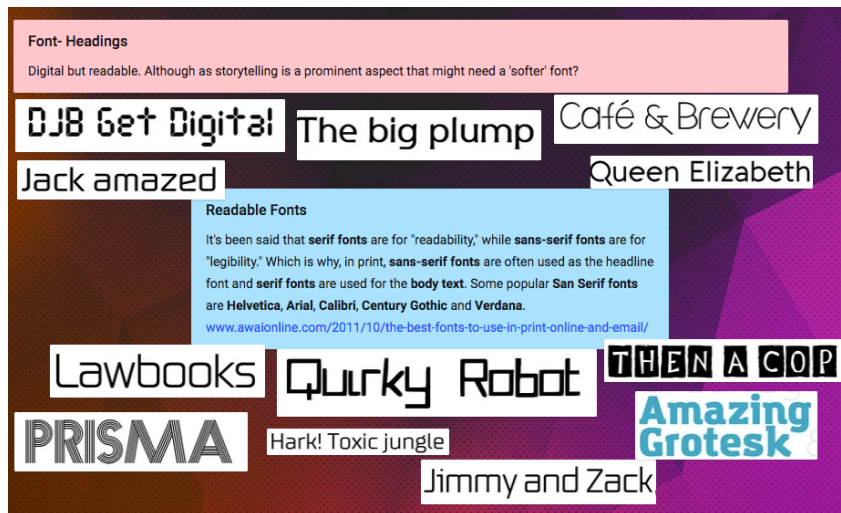 Font- Headings
Digital but readable. Although as storytelling is a prominent aspect that might need a 'softer' font?
DJB Get Digital
The big plump
Café & Brewery
Jack amazed
Queen Elizabeth
Readable Fonts
It's been said that serif fonts are for "readability," while sans-serif fonts are for
"legibility." Which is why, in print, sans-serif fonts are often used as the headline
font and serif fonts are used for the body text. Some popular San Serif fonts
are Helvetica, Arial, Calibri, Century Gothic and Verdana.
www.awaionline.com/2011/10/the-best-fonts-to-use-in-print-online-and-email/
Lawbooks
Quirky Robot
THEN A COP
PRISMA
Hark! Toxic jungle
Amazing
Grotesk
Jimmy and Zack